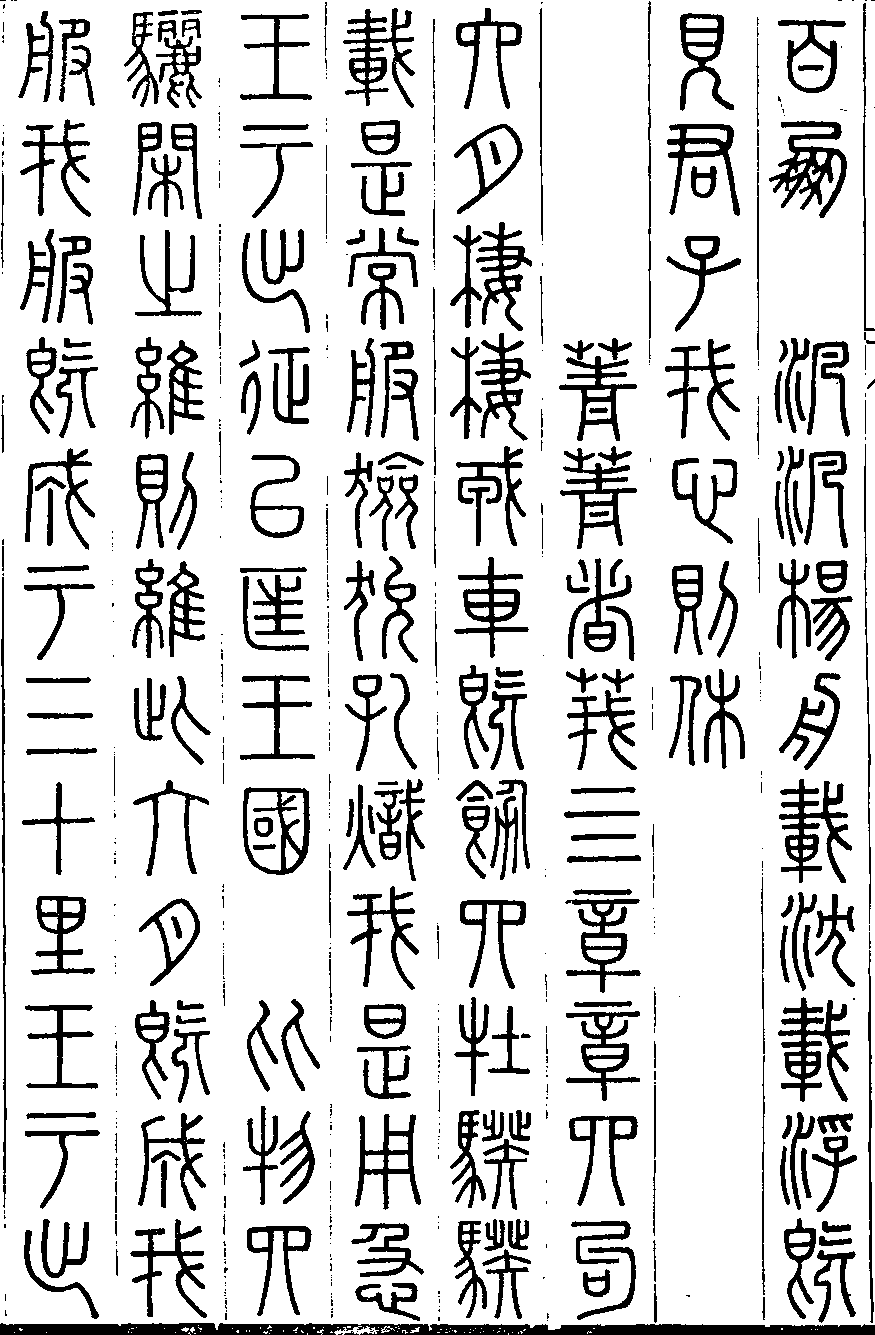 百朋　汎汎楊舟載沈載浮旣
見君子我心則休
菁菁者莪四章章四句
六月棲棲戎車旣飭四牡騤騤
載是常服玁狁孔熾我是用急
王于出征以匡王國　比物四
驪閑之維則維此六月旣成我
服我服旣成于三十里王于出